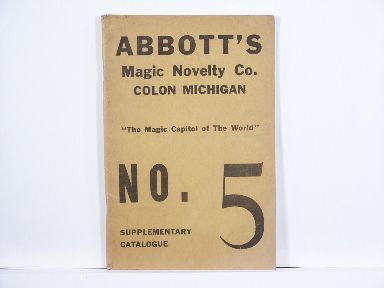 ABBOTT'S
Magic Novelty Co.
COLON MICHIGAN
"The Magic Capitol of The World"
NO. 5
SUPPLEMENTARY
CATALOGUE